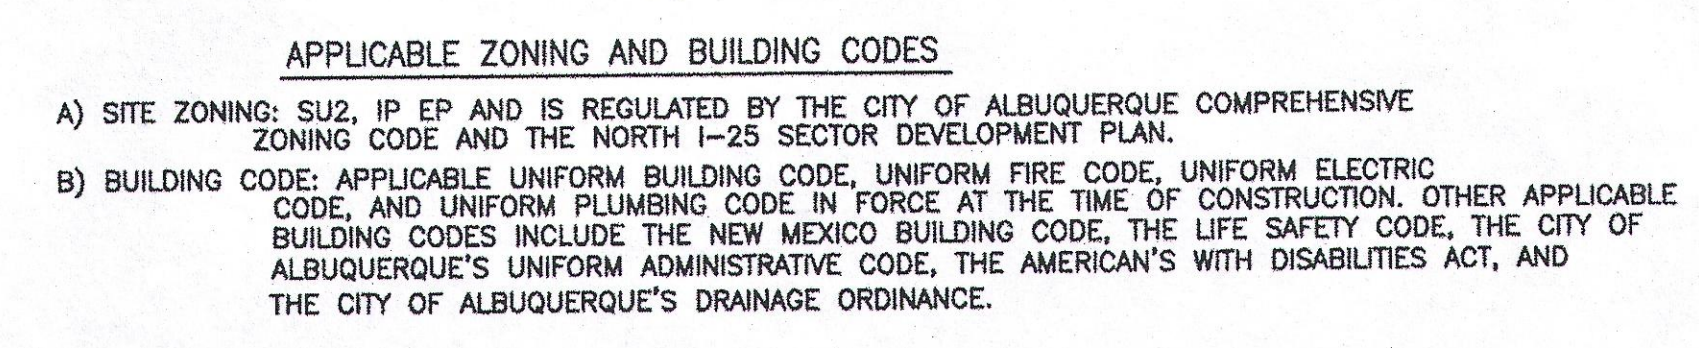 APPLICABLE ZONING AND BUILDING CODES
A) SITE ZONING: SU2, IP EP AND IS REGULATED BY THE CITY OF ALBUQUERQUE COMPREHENSIVE
ZONING CODE AND THE NORTH I-25 SECTOR DEVELOPMENT PLAN.
B) BUILDING CODE: APPLICABLE UNIFORM BUILDING CODE, UNIFORM FIRE CODE, UNIFORM ELECTRIC
CODE, AND UNIFORM PLUMBING CODE IN FORCE AT THE TIME OF CONSTRUCTION. OTHER APPLICABLE
BUILDING CODES INCLUDE THE NEW MEXICO BUILDING CODE, THE LIFE SAFETY CODE, THE CITY OF
ALBUQUERQUE'S UNIFORM ADMINISTRATIVE CODE, THE AMERICAN'S WITH DISABILITIES ACT, AND
THE CITY OF ALBUQUERQUE'S DRAINAGE ORDINANCE.